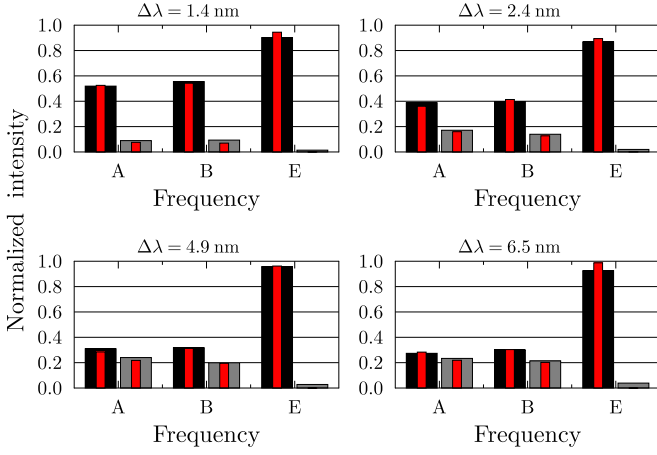 Δλ = 1.4 nm
Δλ = 2.4 nm
1.0
0.8
0.6
0.4
0.2
0.0
A B E
Frequency
1.0
0.8
0.6
0.4
0.2
0.0
A B E
Frequency
Normalized intensity
Δλ = 4.9 nm
Δλ = 6.5 nm
1.0
0.8
0.6
0.4
0.2
0.0
A B E
Frequency
1.0
0.8
0.6
0.4
0.2
0.0
A B E
Frequency